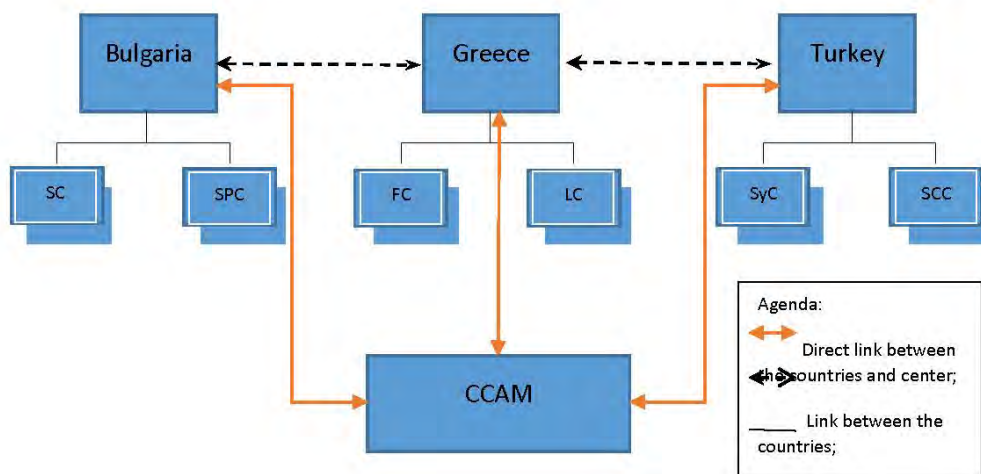 Bulgaria
Greece
Turkey
SC
SPC
FC
LC
SyC
SCC
CCAM
Agenda:
Direct link between
the countries and center;
Link between the
countries;